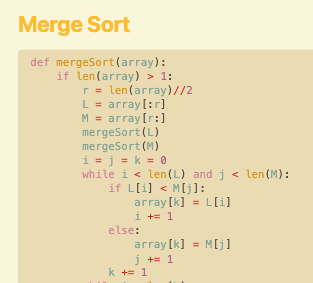 Merge Sort
def mergeSort(array):
    if len(array) > 1:
        r = len(array)//2
        L = array[:r]
        M = array[r:]
        mergeSort(L)
        mergeSort(M)
        i = j = k = 0
        while i < len(L) and j < len(M):
            if L[i] < M[j]:
                array[k] = L[i]
                i += 1
            else:
                array[k] = M[j]
                j += 1
            k += 1